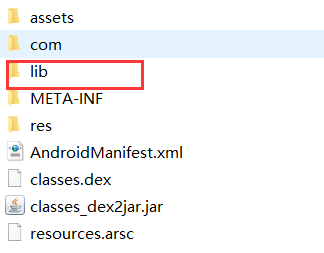 assets
com
lib
META-INF
res
AndroidManifest.xml
classes.dex
classes_dex2jar.jar
resources.arsc